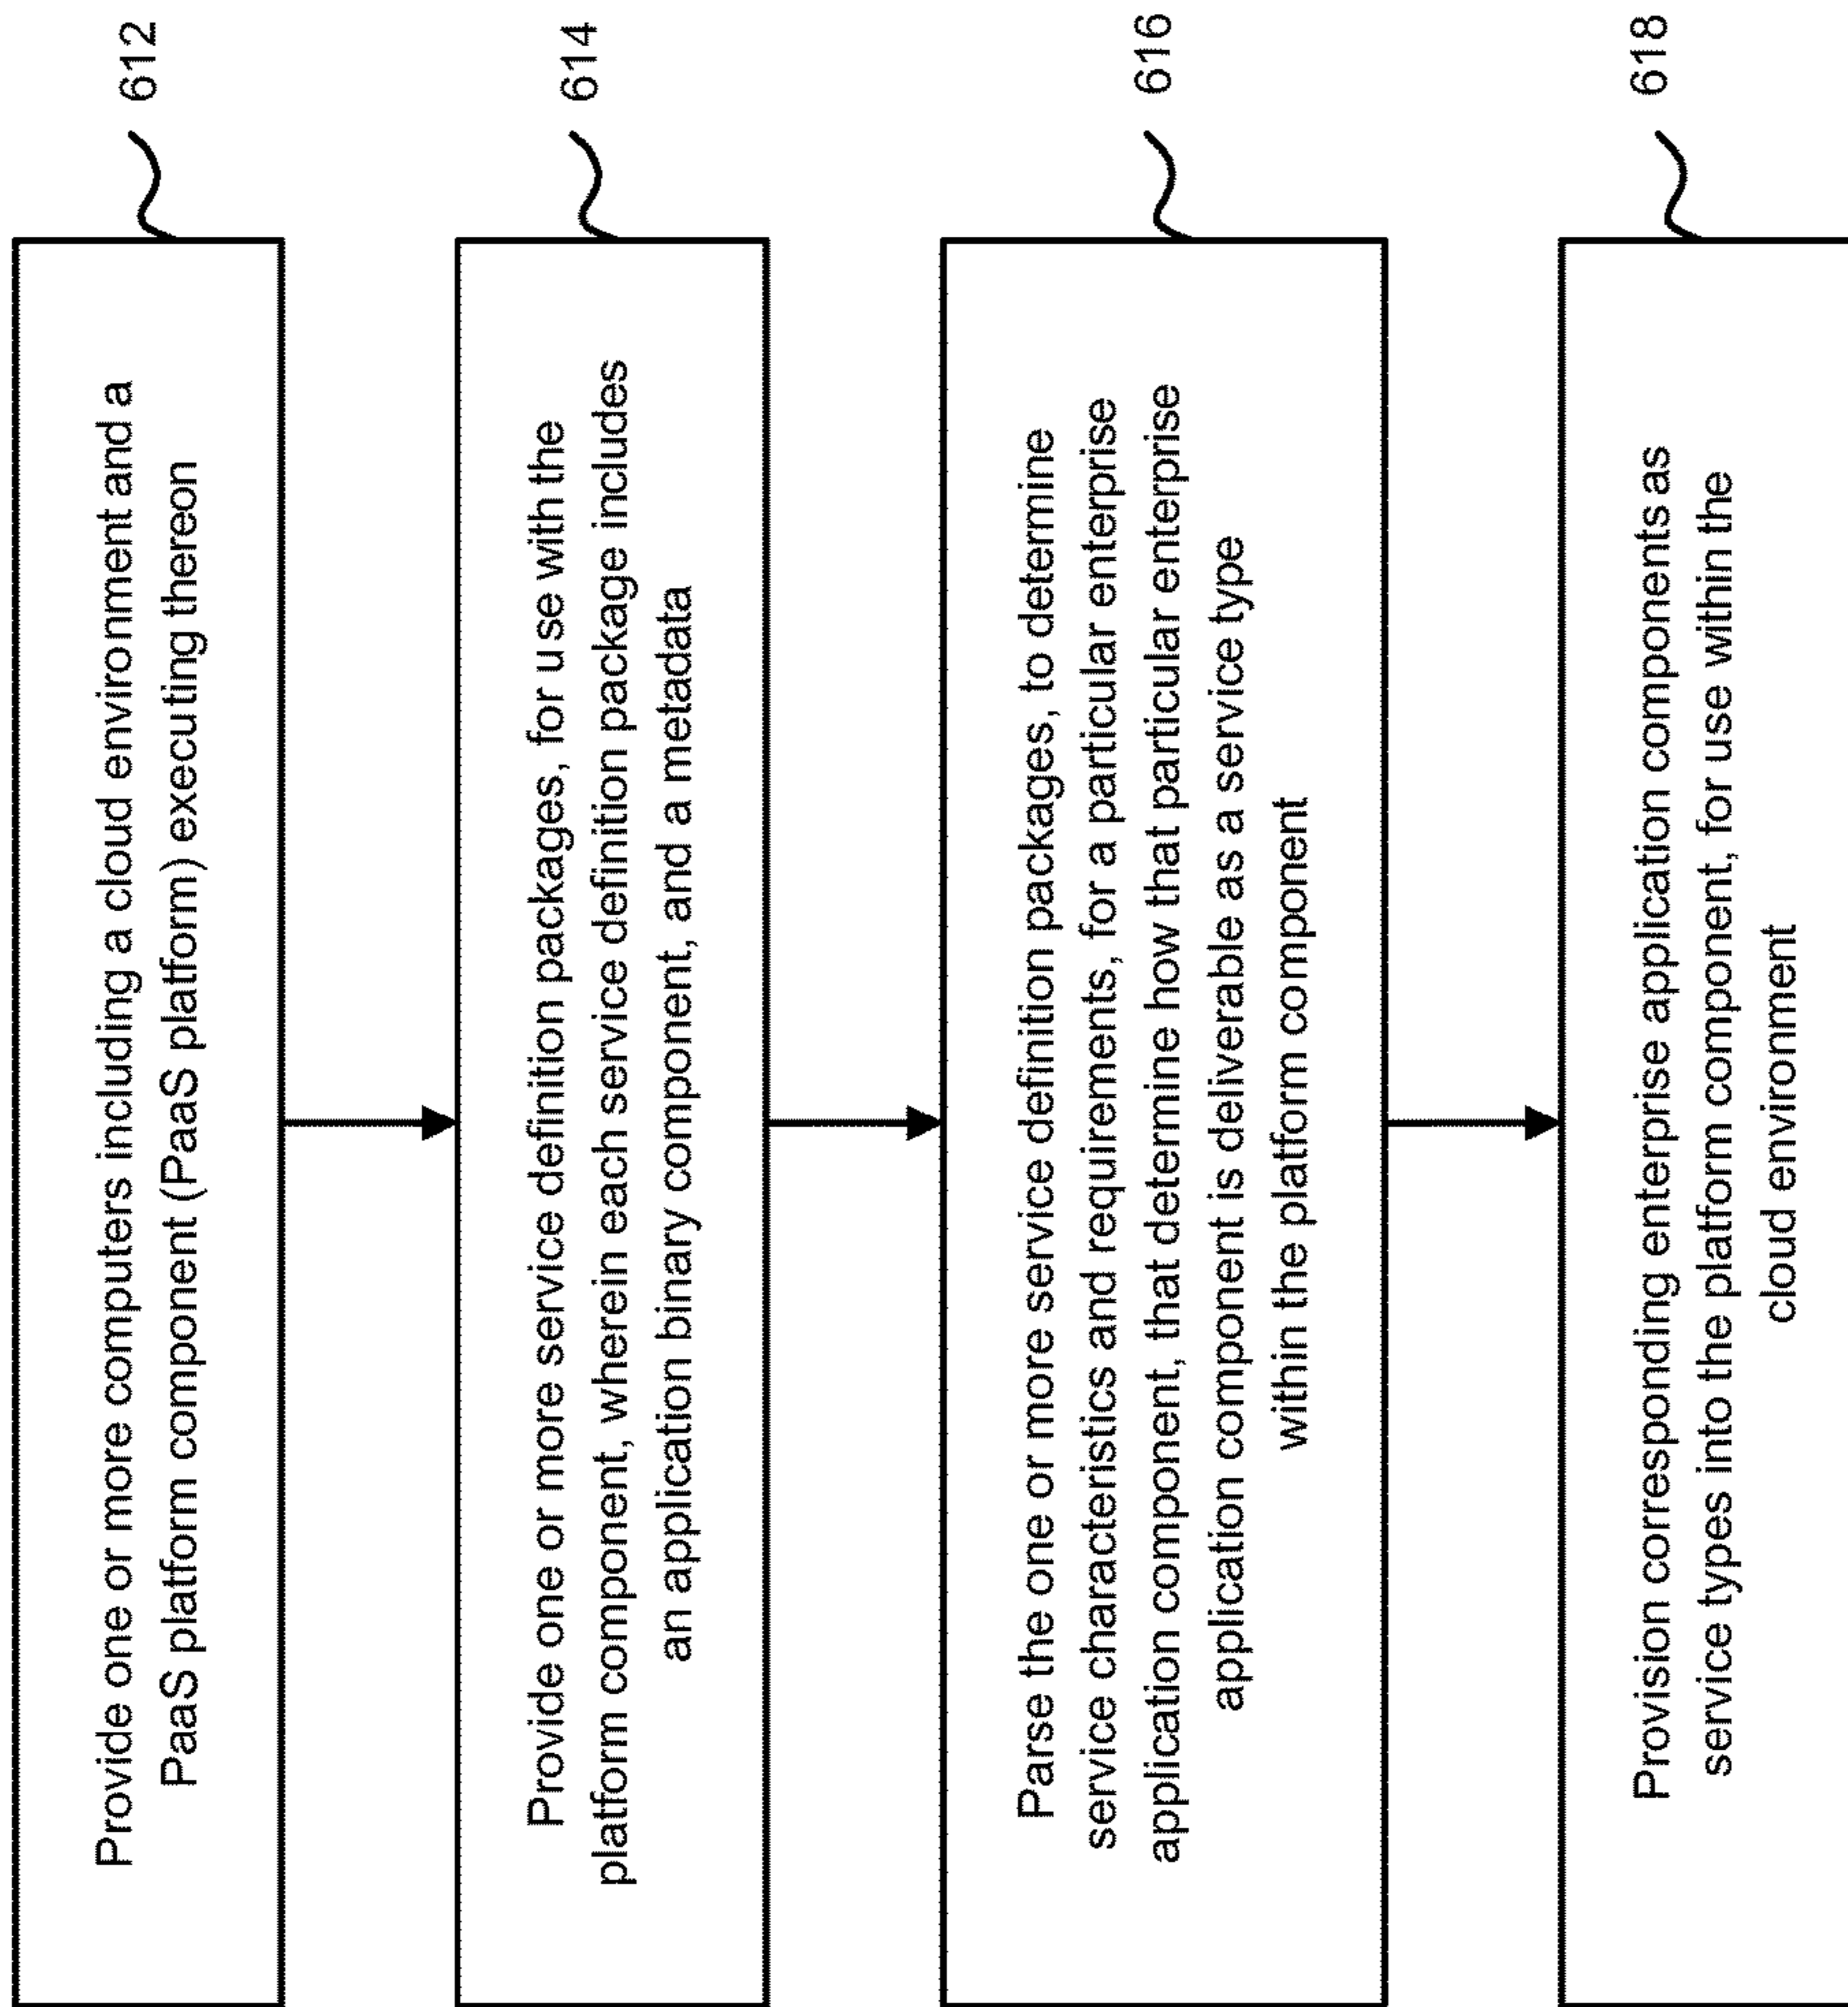 Provide one or more computers including a cloud environment and a
PaaS platform component (PaaS platform) executing thereon
612
Provide one or more service definition packages, for use with the
platform component, wherein each service definition package includes
an application binary component, and a metadata
614
Parse the one or more service definition packages, to determine
service characteristics and requirements, for a particular enterprise
application component, that determine how that particular enterprise
application component is deliverable as a service type
within the platform component
616
Provision corresponding enterprise application components as
service types into the platform component, for use within the
cloud environment
618